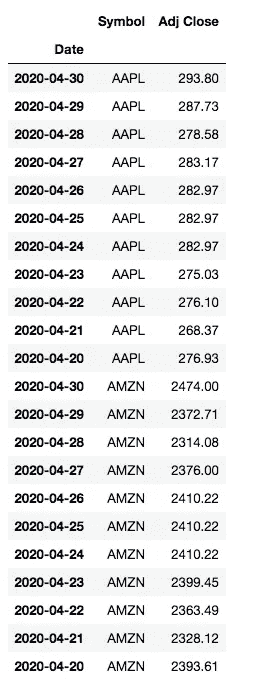 Symbol Adj Close
Date
2020-04-30 AAPL 293.80
2020-04-29 AAPL 287.73
2020-04-28 AAPL 278.58
2020-04-27 AAPL 283.17
2020-04-26 AAPL 282.97
2020-04-25 AAPL 282.97
2020-04-24 AAPL 282.97
2020-04-23 AAPL 275.03
2020-04-22 AAPL 276.10
2020-04-21 AAPL 268.37
2020-04-20 AAPL 276.93
2020-04-30 AMZN 2474.00
2020-04-29 AMZN 2372.71
2020-04-28 AMZN 2314.08
2020-04-27 AMZN 2376.00
2020-04-26 AMZN 2410.22
2020-04-25 AMZN 2410.22
2020-04-24 AMZN 2410.22
2020-04-23 AMZN 2399.45
2020-04-22 AMZN 2363.49
2020-04-21 AMZN 2328.12
2020-04-20 AMZN 2393.61